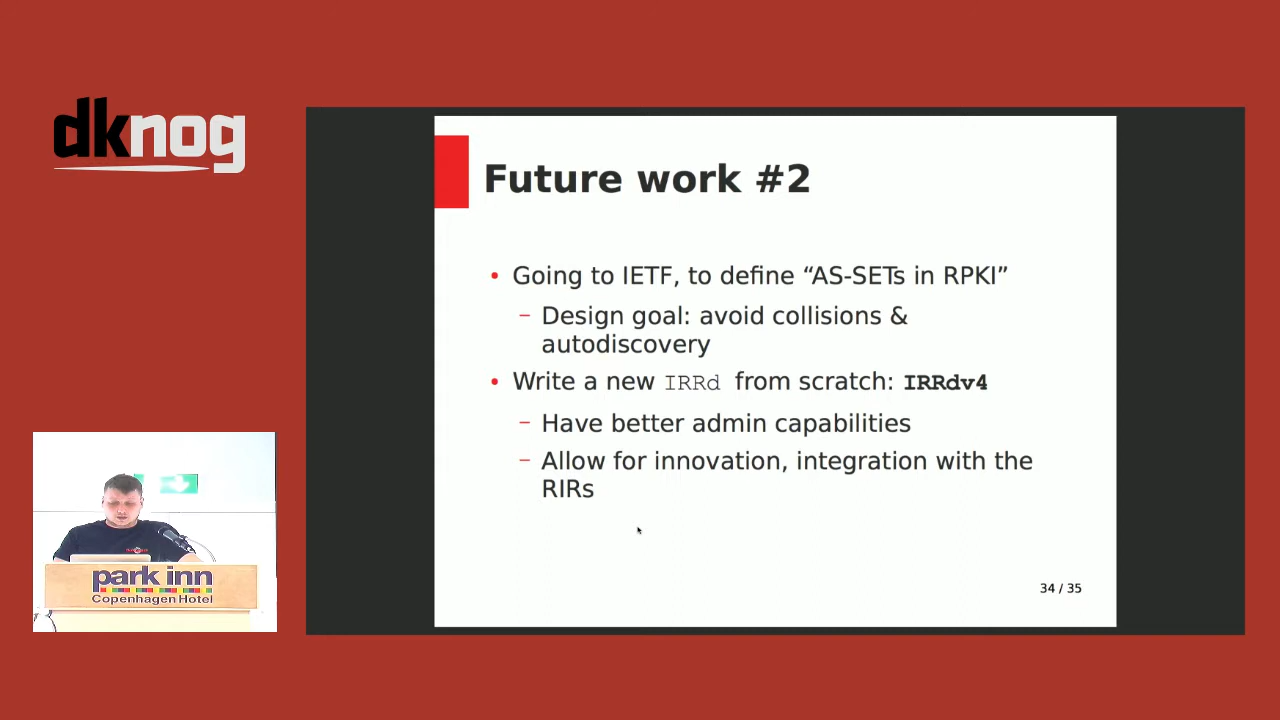 dknog
Future work #2
• Going to IETF, to define “AS-SETs in RPKI”
– Design goal: avoid collisions &
autodiscovery
• Write a new IRRd from scratch: IRRdv4
– Have better admin capabilities
– Allow for innovation, integration with the
RIRs
34 / 35
park inn
Copenhagen Hotel